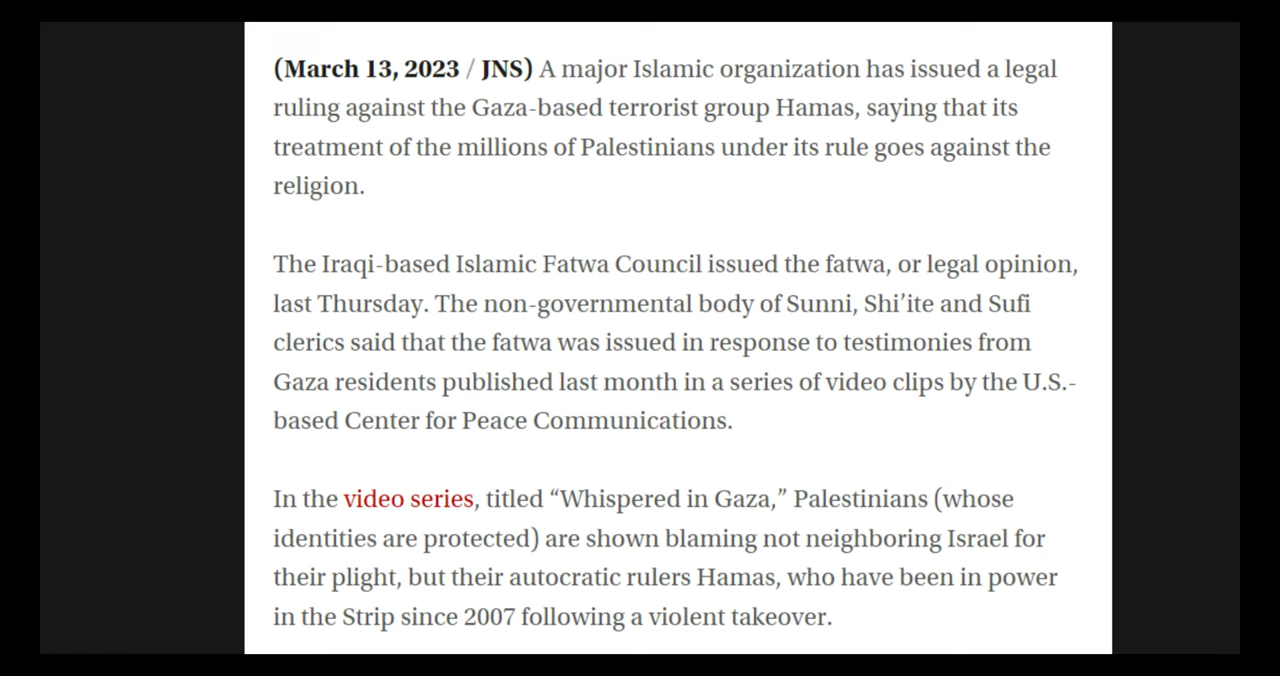 (March 13, 2023 / JNS) A major Islamic organization has issued a legal
ruling against the Gaza-based terrorist group Hamas, saying that its
treatment of the millions of Palestinians under its rule goes against the
religion.
The Iraqi-based Islamic Fatwa Council issued the fatwa, or legal opinion,
last Thursday. The non-governmental body of Sunni, Shi’ite and Sufi
clerics said that the fatwa was issued in response to testimonies from
Gaza residents published last month in a series of video clips by the U.S.-
based Center for Peace Communications.
In the video series, titled “Whispered in Gaza,” Palestinians (whose
identities are protected) are shown blaming not neighboring Israel for
their plight, but their autocratic rulers Hamas, who have been in power
in the Strip since 2007 following a violent takeover.